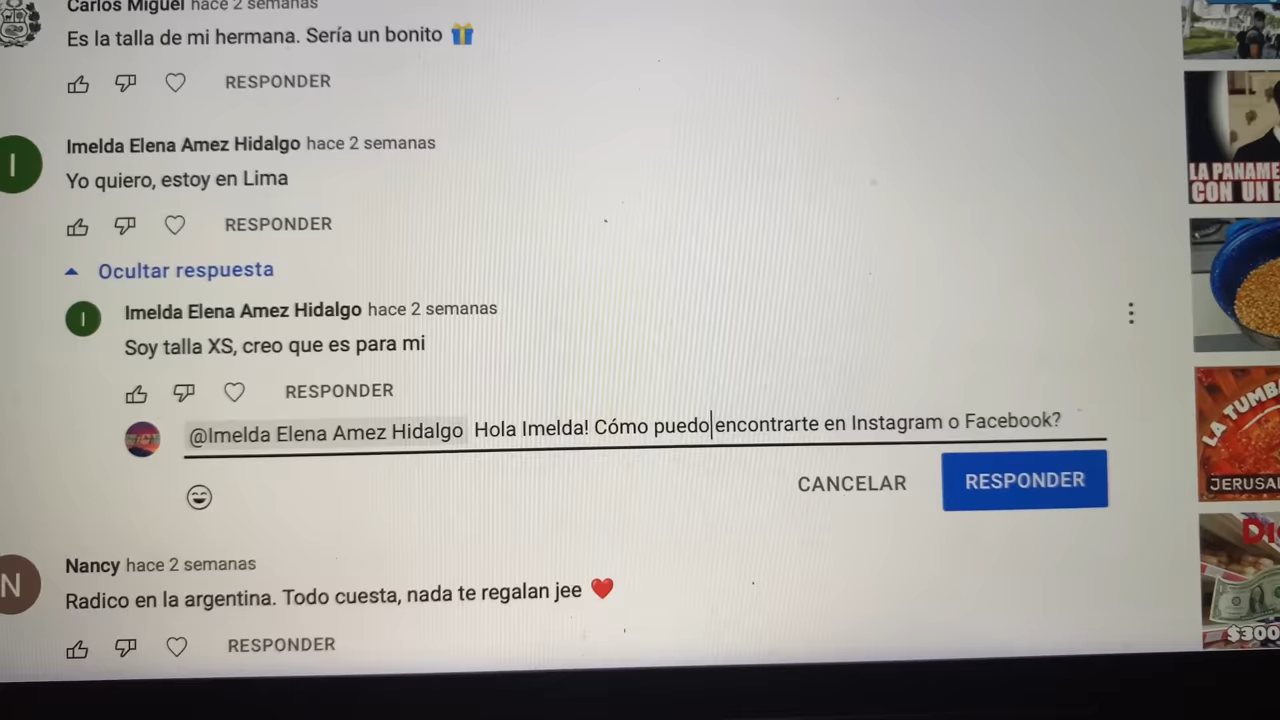 Carlos Miguel hace 2 semanas
Es la talla de mi hermana. Sería un bonito 🎁
RESPONDER
I
Imelda Elena Amez Hidalgo hace 2 semanas
Yo quiero, estoy en Lima
RESPONDER
Ocultar respuesta
I
Imelda Elena Amez Hidalgo hace 2 semanas
Soy talla XS, creo que es para mi
RESPONDER
@Imelda Elena Amez Hidalgo Hola Imelda! Cómo puedo encontrarte en Instagram o Facebook?
CANCELAR
RESPONDER
N
Nancy hace 2 semanas
Radico en la argentina. Todo cuesta, nada te regalan jee ❤️
RESPONDER
LA PANAME
CON UN
LA TUMB
JERUSA
$300